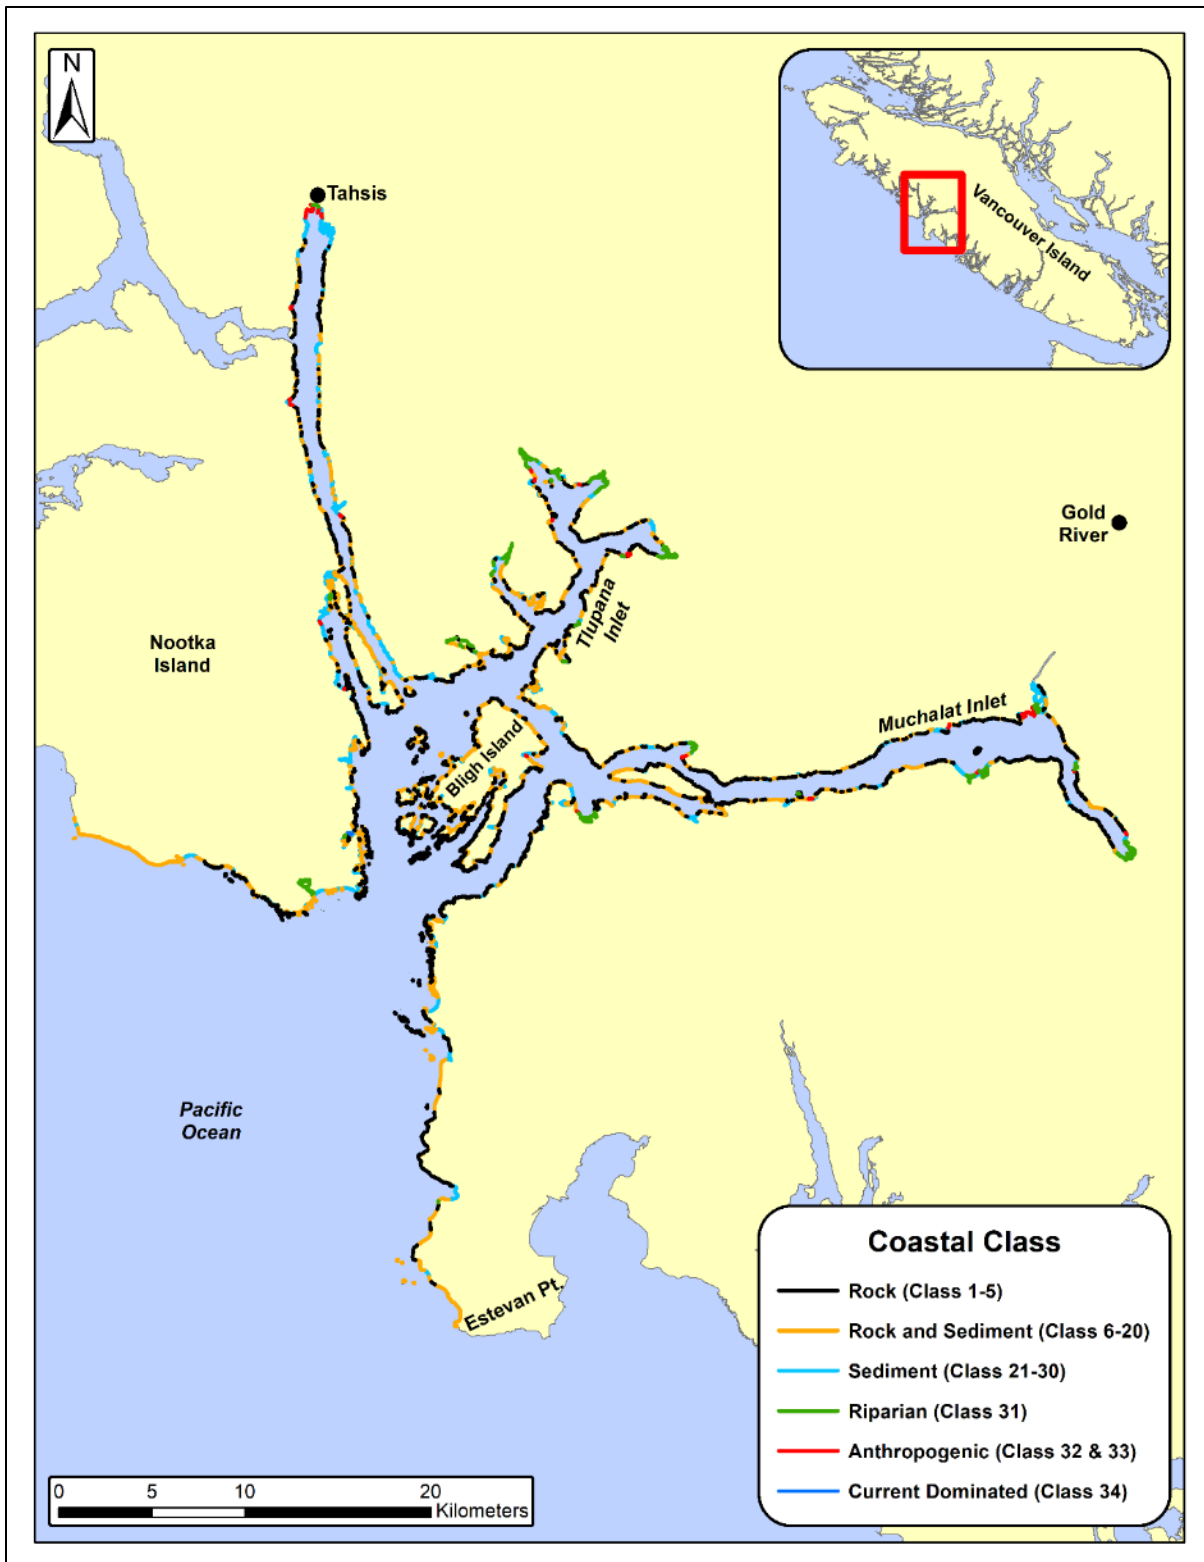 N
Vancouver Island
Tahsis
Gold
River
Tlupana
Inlet
Nootka
Island
Muchalat Inlet
Bligh Island
Pacific
Ocean
Estevan Pt.
Coastal Class
Rock (Class 1-5)
Rock and Sediment (Class 6-20)
Sediment (Class 21-30)
Riparian (Class 31)
Anthropogenic (Class 32 & 33)
Current Dominated (Class 34)
0 5 10 20
Kilometers